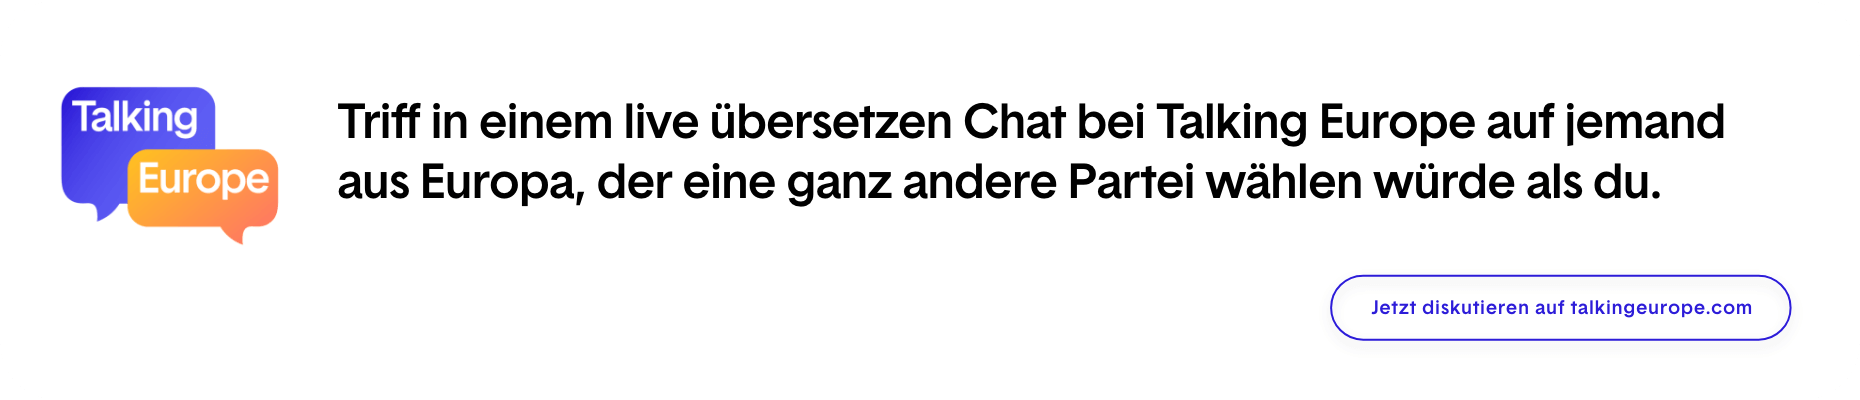 Talking
Europe
Triff in einem live übersetzen Chat bei Talking Europe auf jemand
aus Europa, der eine ganz andere Partei wählen würde als du.
Jetzt diskutieren auf talkingeurope.com